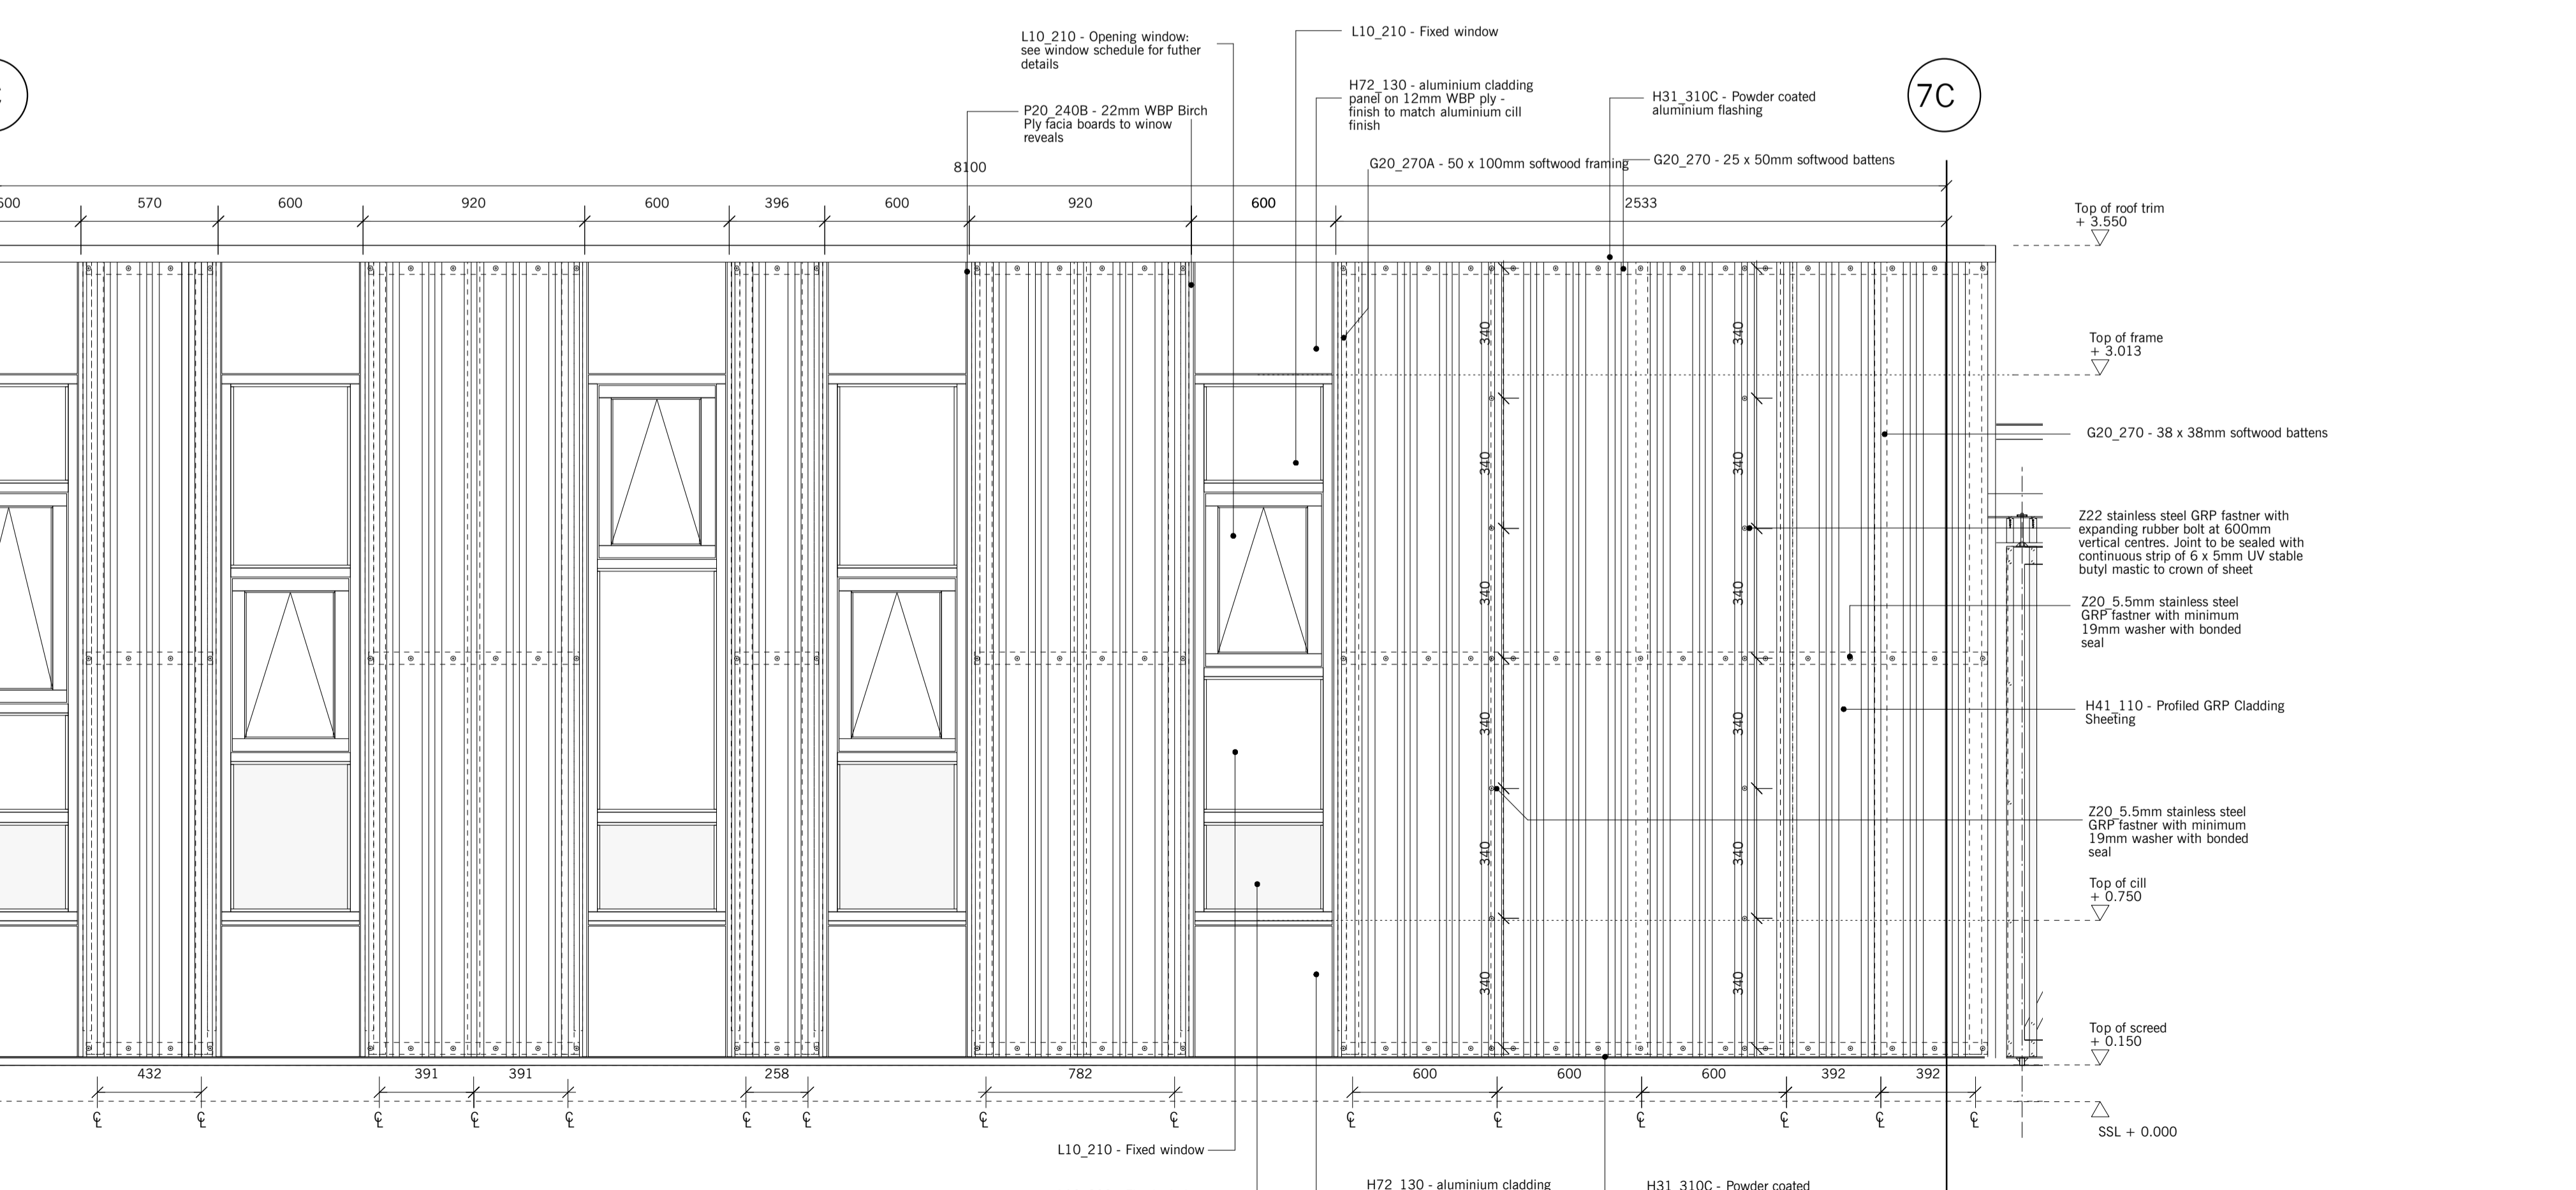 L10_210 - Opening window:
see window schedule for futher
details
L10_210 - Fixed window
P20_240B - 22mm WBP Birch
Ply facia boards to winow
reveals
H72_130 - aluminium cladding
panel on 12mm WBP ply -
finish to match aluminium cill
finish
H31_310C - Powder coated
aluminium flashing
7C
G20_270A - 50 x 100mm softwood framing
G20_270 - 25 x 50mm softwood battens
8100
570
600
920
600
396
600
920
600
2533
Top of roof trim
+ 3.550
Top of frame
+ 3.013
G20_270 - 38 x 38mm softwood battens
Z22 stainless steel GRP fastner with
expanding rubber bolt at 600mm
vertical centres. Joint to be sealed with
continuous strip of 6 x 5mm UV stable
butyl mastic to crown of sheet
Z20_5.5mm stainless steel
GRP fastner with minimum
19mm washer with bonded
seal
H41_110 - Profiled GRP Cladding
Sheeting
Z20_5.5mm stainless steel
GRP fastner with minimum
19mm washer with bonded
seal
Top of cill
+ 0.750
Top of screed
+ 0.150
SSL + 0.000
340
340
340
340
340
340
340
340
340
340
340
340
432
391
391
258
782
600
600
600
392
392
L10_210 - Fixed window
H72_130 - aluminium cladding
H31_310C - Powder coated